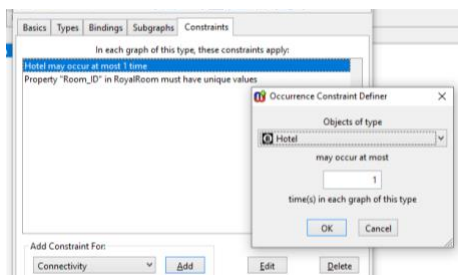 Basics Types Bindings Subgraphs Constraints
In each graph of this type, these constraints apply:
Hotel may occur at most 1 time
Property "Room_ID" in RoyalRoom must have unique values
Occurrence Constraint Definer
Objects of type
Hotel
may occur at most
1
time(s) in each graph of this type
OK Cancel
Add Constraint For:
Connectivity Add Edit Delete